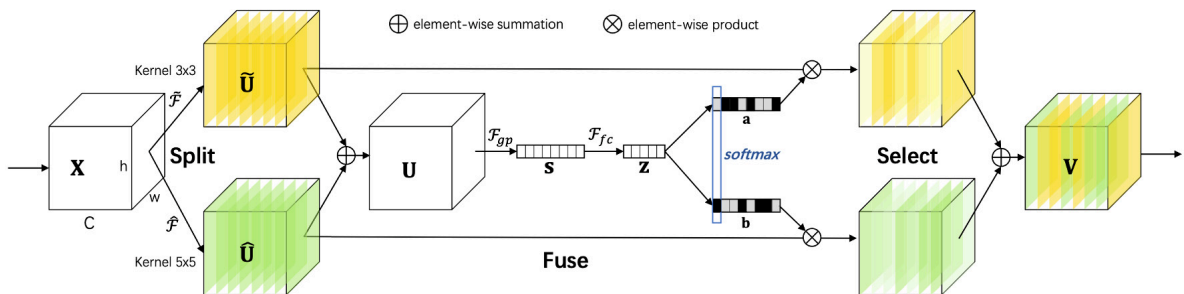 element-wise summation
element-wise product
Kernel 3x3
Ũ
F̃
X
h
w
C
Split
F̂
Kernel 5x5
Û
U
F_gp
s
F_fc
z
a
softmax
b
Fuse
Select
V